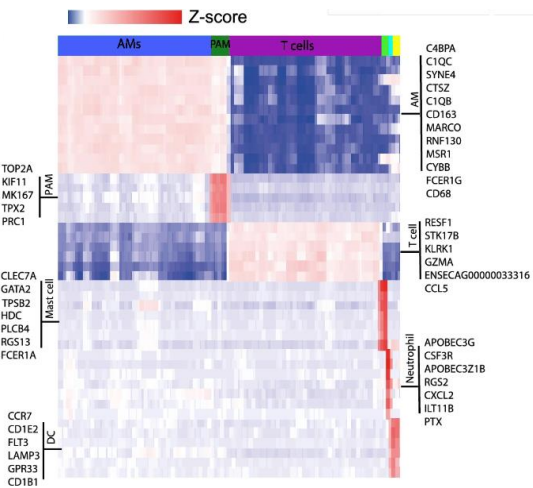 Z-score
AMs
PAM
T cells
C4BPA
C1QC
SYNE4
CTSZ
C1QB
CD163
MARCO
RNF130
MSR1
CYBB
FCER1G
CD68
AM
TOP2A
KIF11
MK167
TPX2
PRC1
PAM
RESF1
STK17B
KLRK1
GZMA
ENSECAG00000033316
CCL5
T cell
CLEC7A
GATA2
TPSB2
HDC
PLCB4
RGS13
FCER1A
Mast cell
APOBEC3G
CSF3R
APOBEC3Z1B
RGS2
CXCL2
ILT11B
PTX
Neutrophil
CCR7
CD1E2
FLT3
LAMP3
GPR33
CD1B1
DC